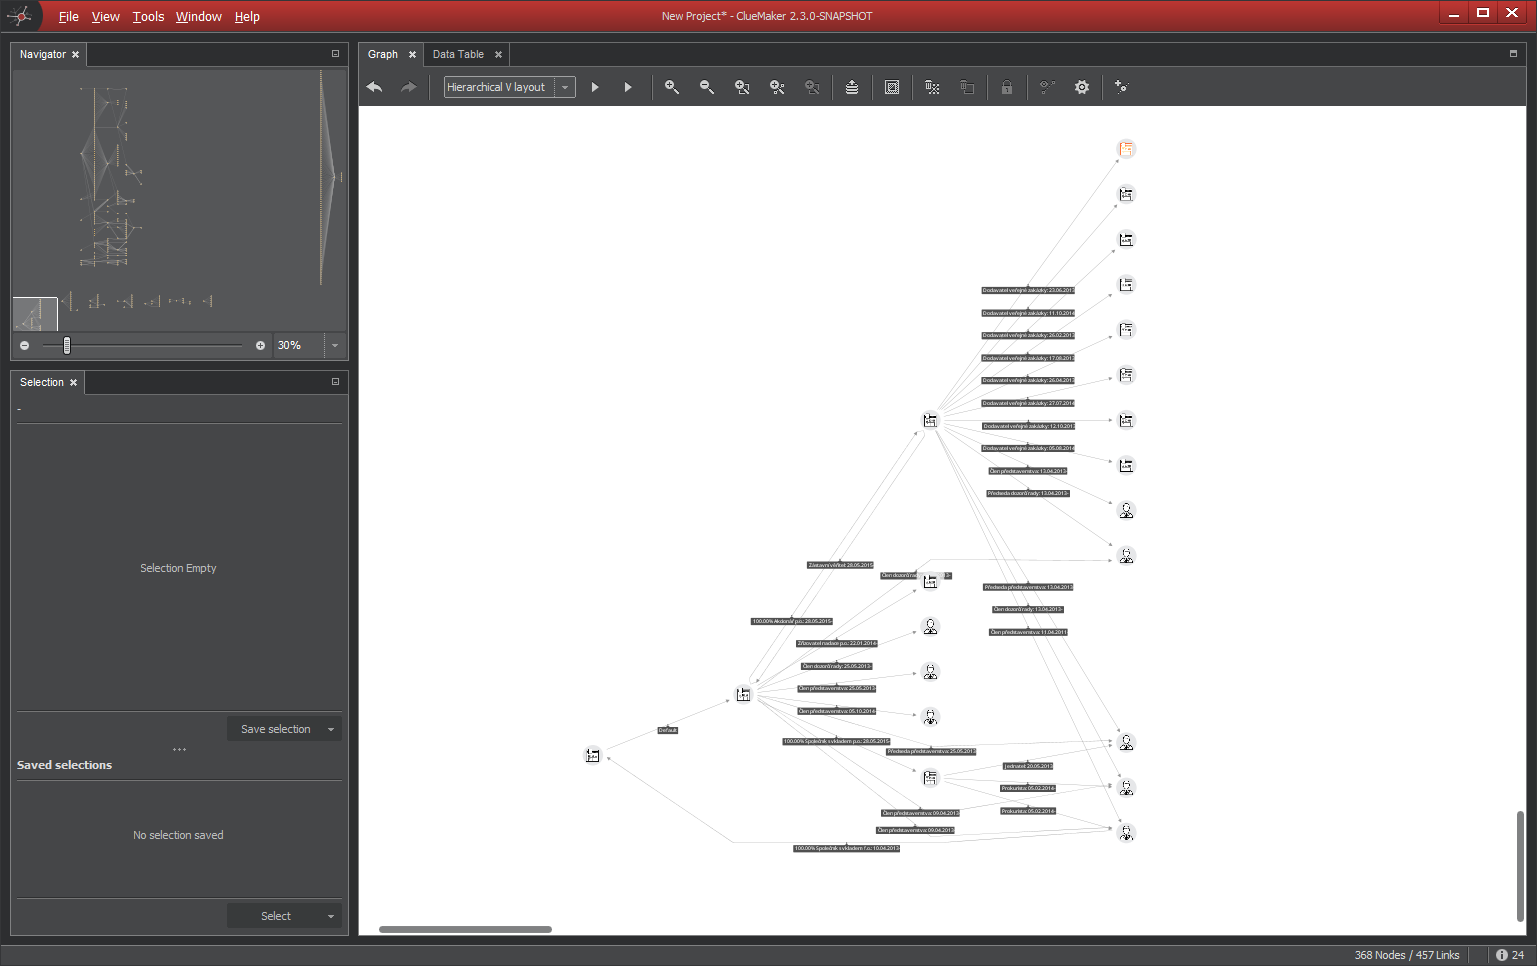 File View Tools Window Help
New Project* - ClueMaker 2.3.0-SNAPSHOT
Navigator
Graph
Data Table
Hierarchical V layout
30%
Selection
-
Selection Empty
Save selection
Saved selections
No selection saved
Select
Dodavatel veřejné zakázky: 23.06.2013
Dodavatel veřejné zakázky: 11.10.2014
Dodavatel veřejné zakázky: 26.02.2013
Dodavatel veřejné zakázky: 17.08.2013
Dodavatel veřejné zakázky: 26.04.2013
Dodavatel veřejné zakázky: 27.07.2014
Dodavatel veřejné zakázky: 12.10.2013
Dodavatel veřejné zakázky: 05.08.2014
Člen představenstva: 13.04.2013-
Předseda dozorčí rady: 13.04.2013-
Zástavní věřitel: 28.05.2015-
Člen dozorčí rady
Předseda představenstva: 13.04.2013
Člen dozorčí rady: 13.04.2013-
100.00% Akcionář p.o.: 28.05.2015-
Člen představenstva: 11.04.2011-
Zřizovatel nadace p.o.: 22.01.2014-
Člen dozorčí rady: 25.05.2013-
Člen představenstva: 25.05.2013-
Člen představenstva: 05.10.2014-
Default
100.00% Společník s vkladem p.o.: 28.05.2015-
Předseda představenstva: 25.05.2013
Jednatel: 20.05.2013
Prokurista: 05.02.2014-
Prokurista: 05.02.2014-
Člen představenstva: 09.04.2013-
Člen představenstva: 09.04.2013
100.00% Společník s vkladem f.o.: 10.04.2013-
368 Nodes / 457 Links
24